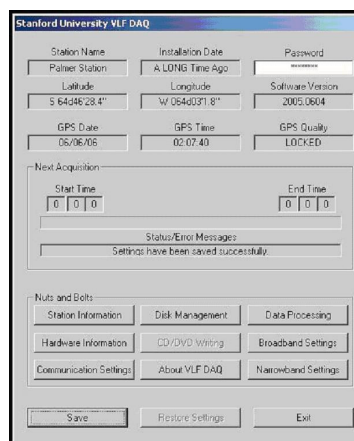 Stanford University VLF DAQ
Station Name Installation Date Password
Palmer Station A LONG Time Ago ********
Latitude Longitude Software Version
S 64d46'28.4" W 064d03'1.8" 2005.0604
GPS Date GPS Time GPS Quality
06/06/06 02:07:40 LOCKED
Next Acquisition
Start Time End Time
0 0 0 0 0 0
Status/Error Messages
Settings have been saved successfully.
Nuts and Bolts
Station Information Disk Management Data Processing
Hardware Information CD/DVD Writing Broadband Settings
Communication Settings About VLF DAQ Narrowband Settings
Save Restore Settings Exit